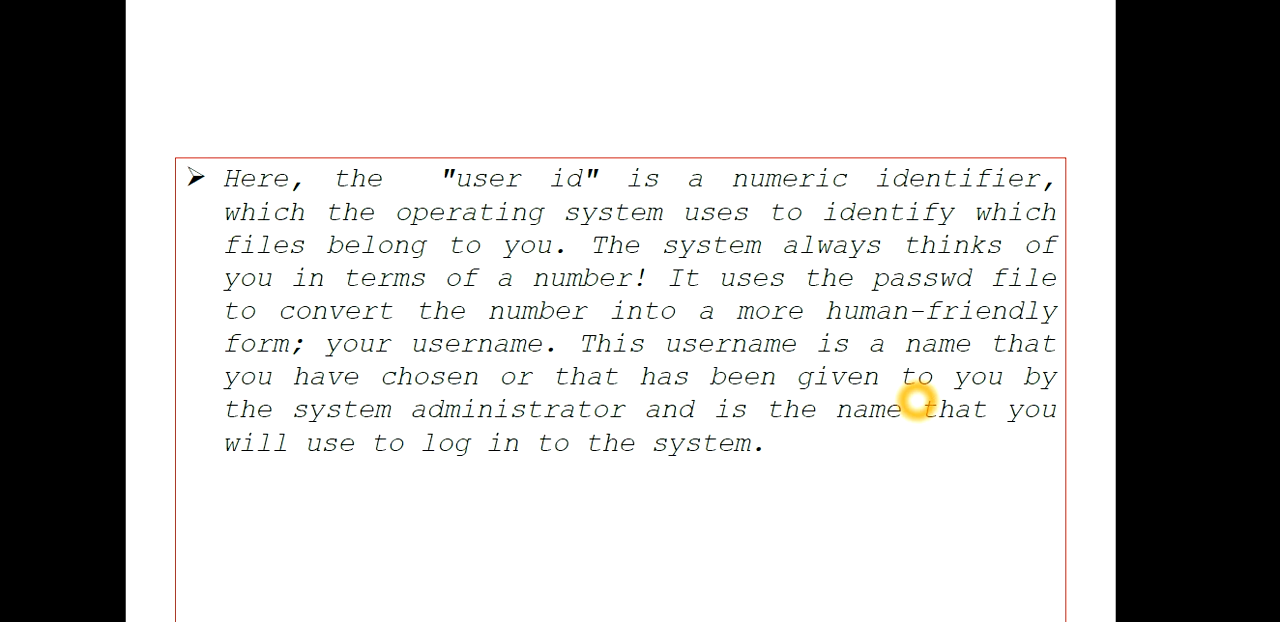 ➢ Here, the "user id" is a numeric identifier,
which the operating system uses to identify which
files belong to you. The system always thinks of
you in terms of a number! It uses the passwd file
to convert the number into a more human-friendly
form; your username. This username is a name that
you have chosen or that has been given to you by
the system administrator and is the name that you
will use to log in to the system.